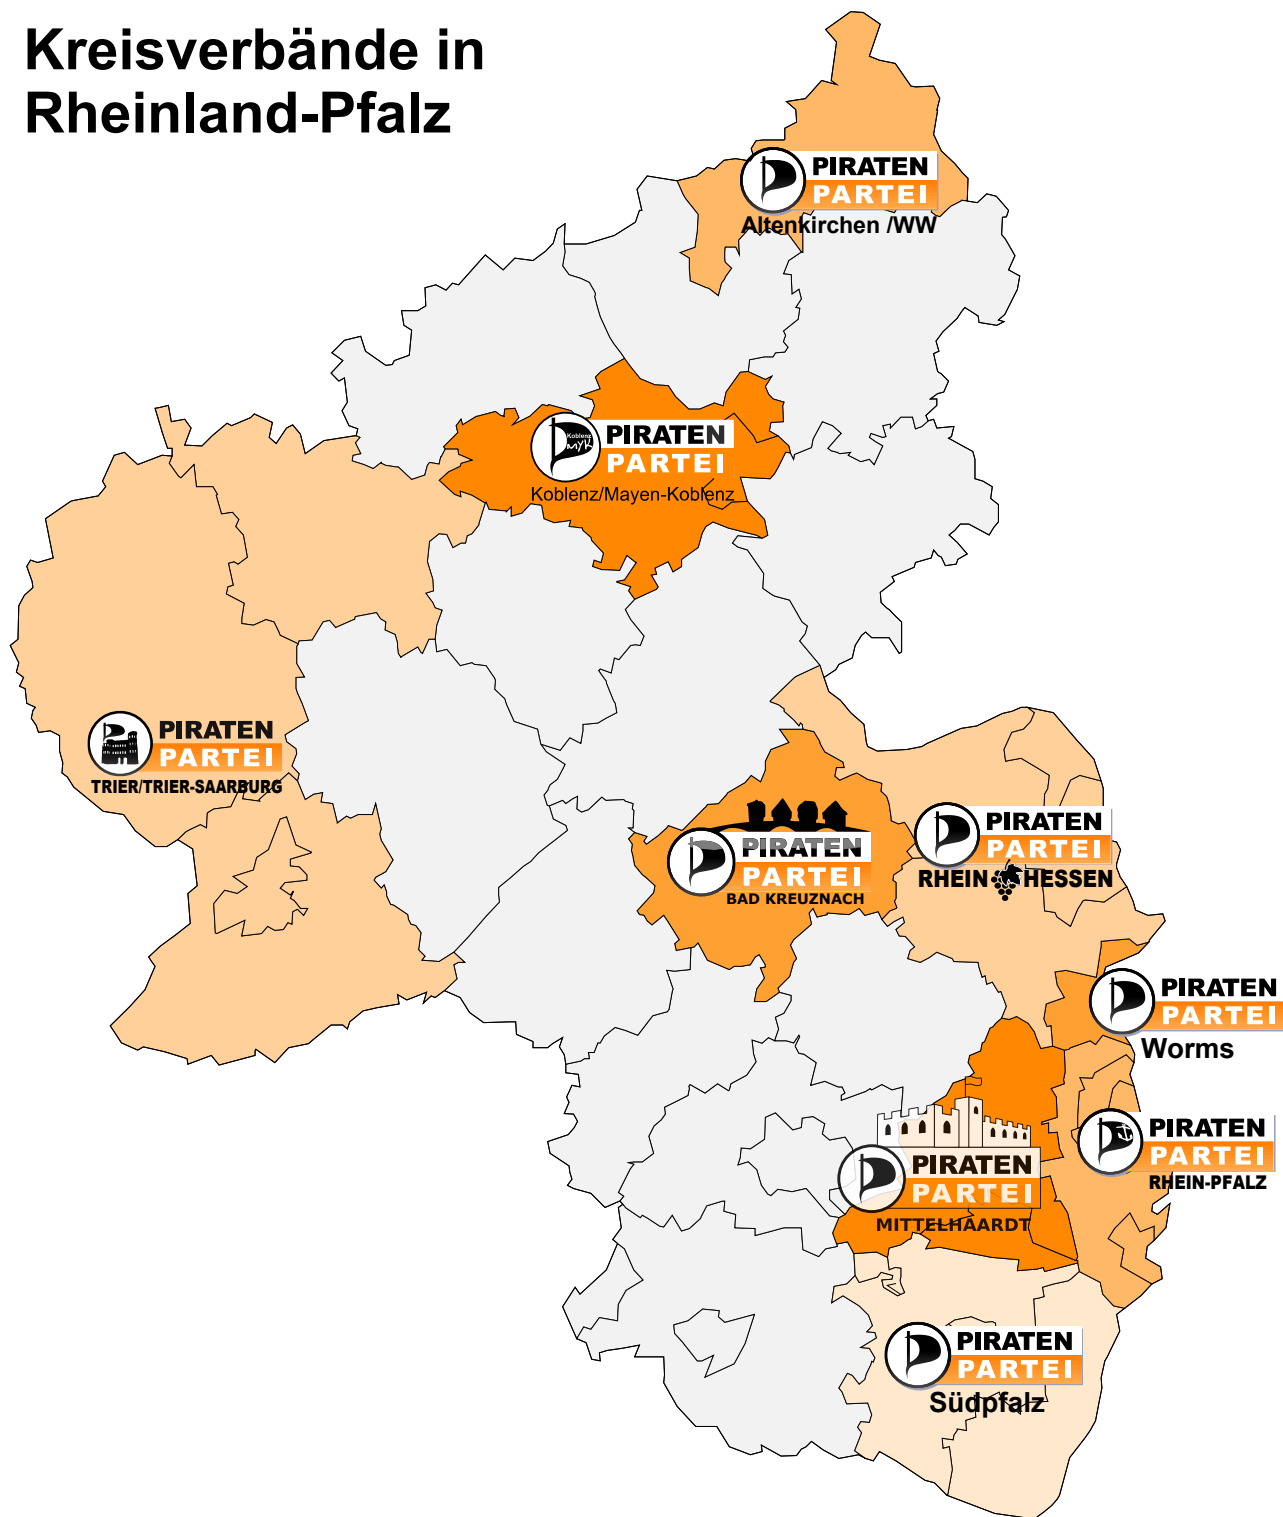 Kreisverbände in
Rheinland-Pfalz
PIRATEN
PARTEI
Altenkirchen /WW
Koblenz
MYK
PIRATEN
PARTEI
Koblenz/Mayen-Koblenz
PIRATEN
PARTEI
TRIER/TRIER-SAARBURG
PIRATEN
PARTEI
BAD KREUZNACH
PIRATEN
PARTEI
RHEIN HESSEN
PIRATEN
PARTEI
Worms
PIRATEN
PARTEI
RHEIN-PFALZ
PIRATEN
PARTEI
MITTELHAARDT
PIRATEN
PARTEI
Südpfalz